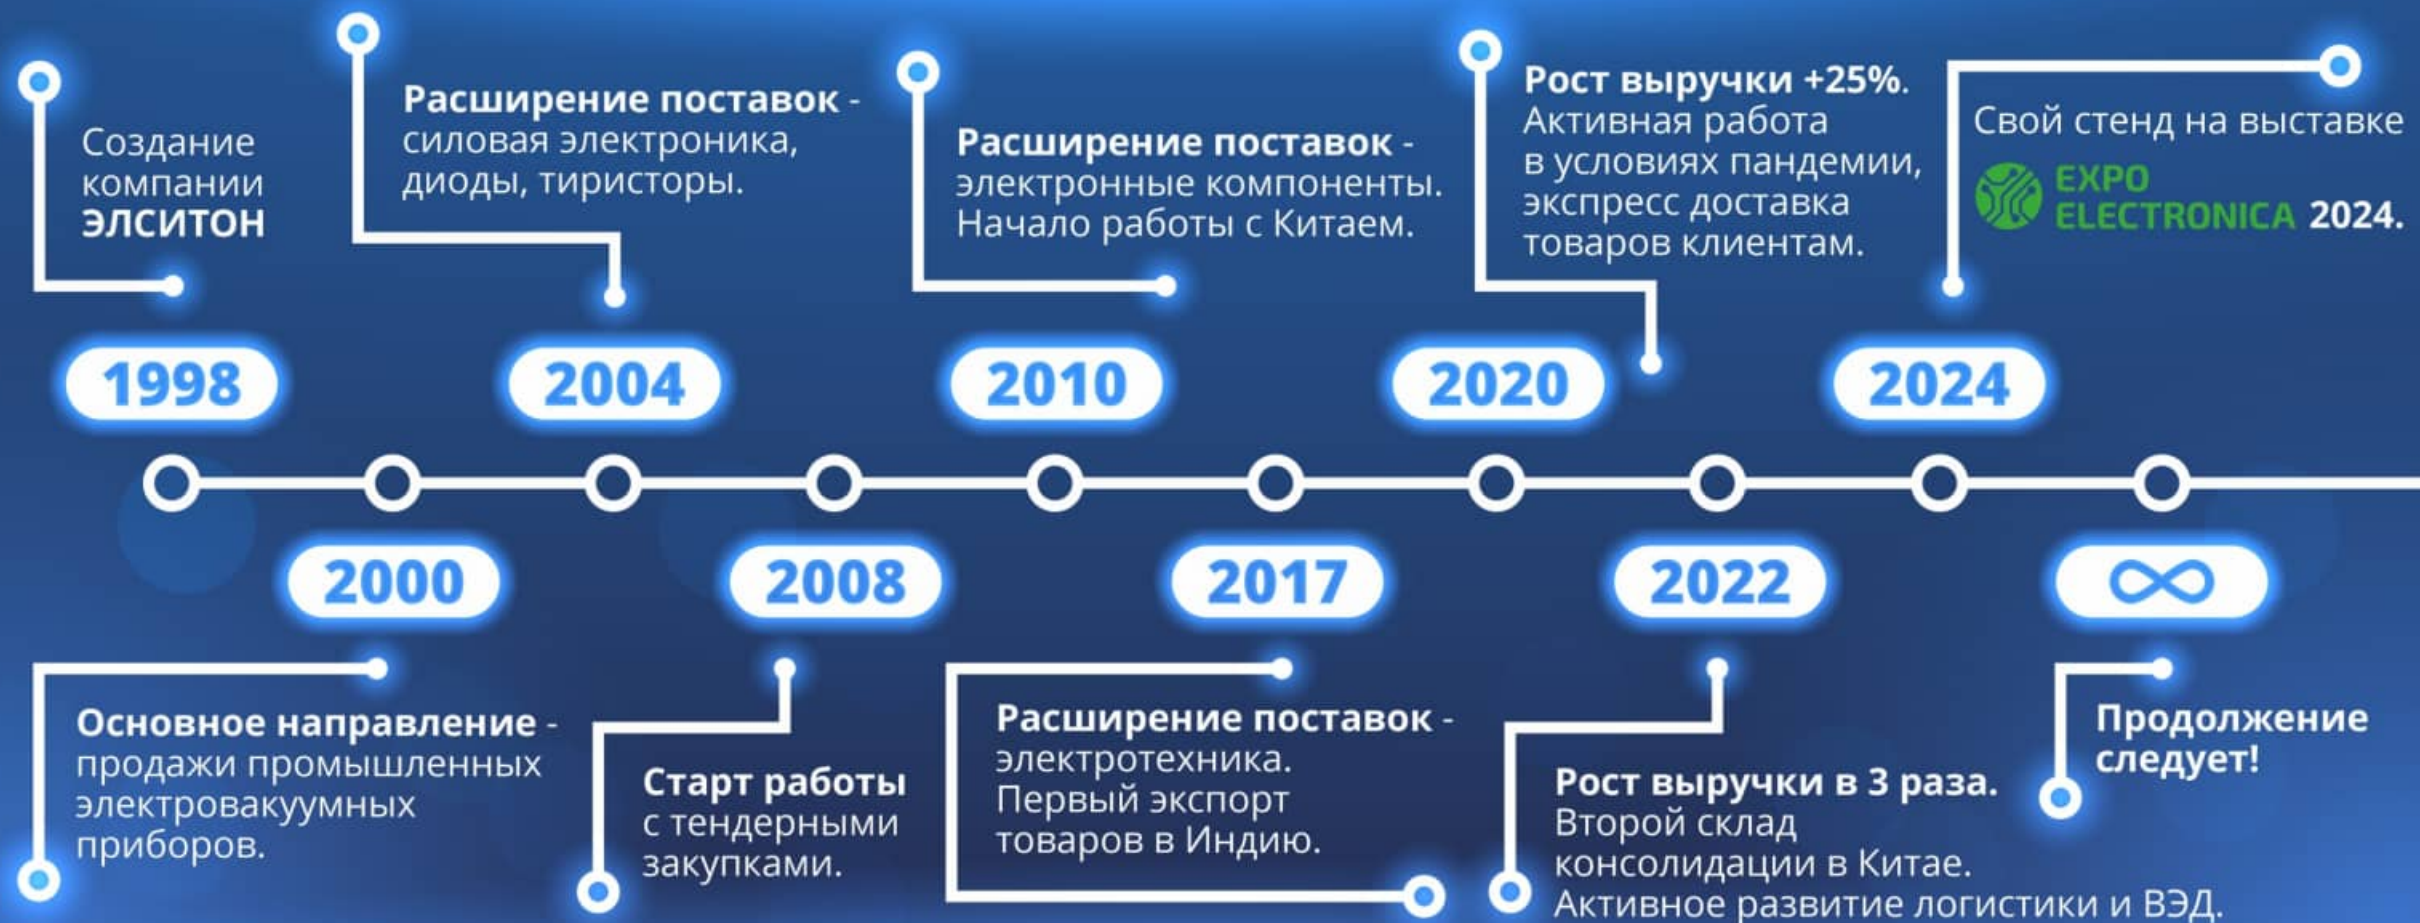 Создание
компании
ЭЛСИТОН
1998
Основное направление -
продажи промышленных
электровакуумных
приборов.
2000
Расширение поставок -
силовая электроника,
диоды, тиристоры.
2004
Старт работы
с тендерными
закупками.
2008
Расширение поставок -
электронные компоненты.
Начало работы с Китаем.
2010
Расширение поставок -
электротехника.
Первый экспорт
товаров в Индию.
2017
Рост выручки +25%.
Активная работа
в условиях пандемии,
экспресс доставка
товаров клиентам.
2020
Рост выручки в 3 раза.
Второй склад
консолидации в Китае.
Активное развитие логистики и ВЭД.
2022
Свой стенд на выставке
EXPO
ELECTRONICA 2024.
2024
∞
Продолжение
следует!